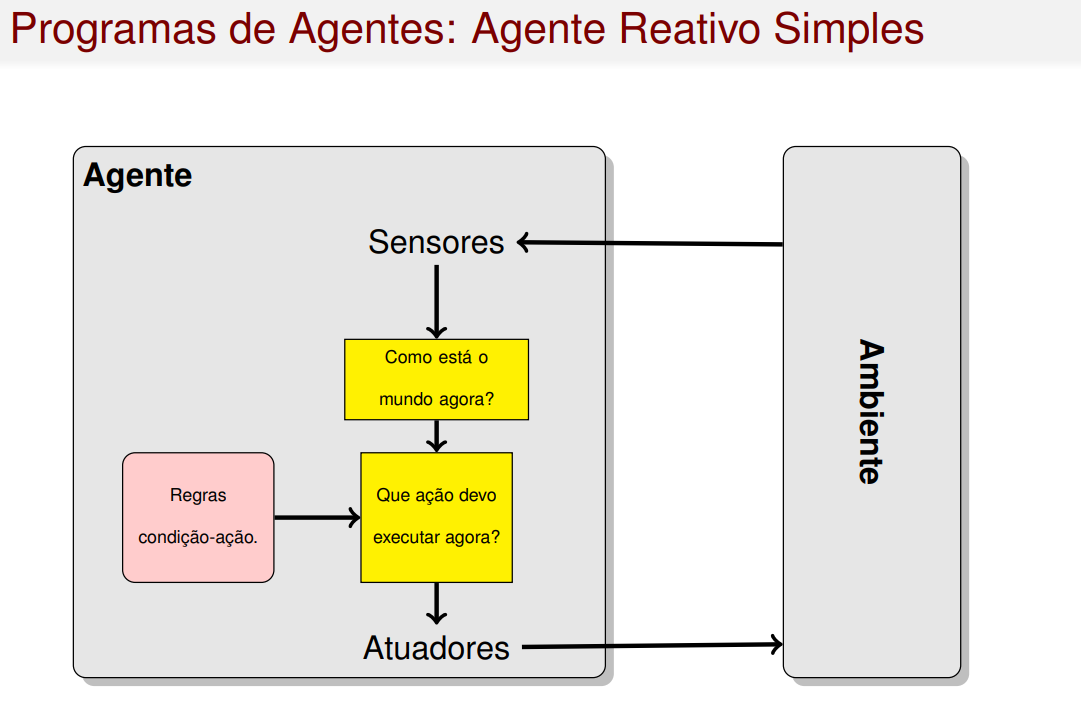 Programas de Agentes: Agente Reativo Simples
Agente
Sensores
Como está o
mundo agora?
Regras
condição-ação.
Que ação devo
executar agora?
Atuadores
Ambiente